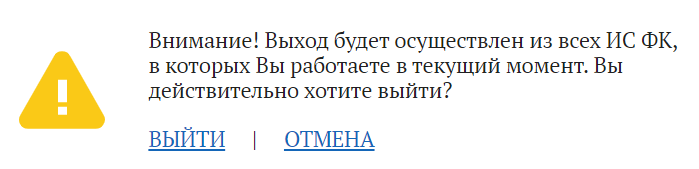 Внимание! Выход будет осуществлен из всех ИС ФК,
в которых Вы работаете в текущий момент. Вы
действительно хотите выйти?
ВЫЙТИ | ОТМЕНА